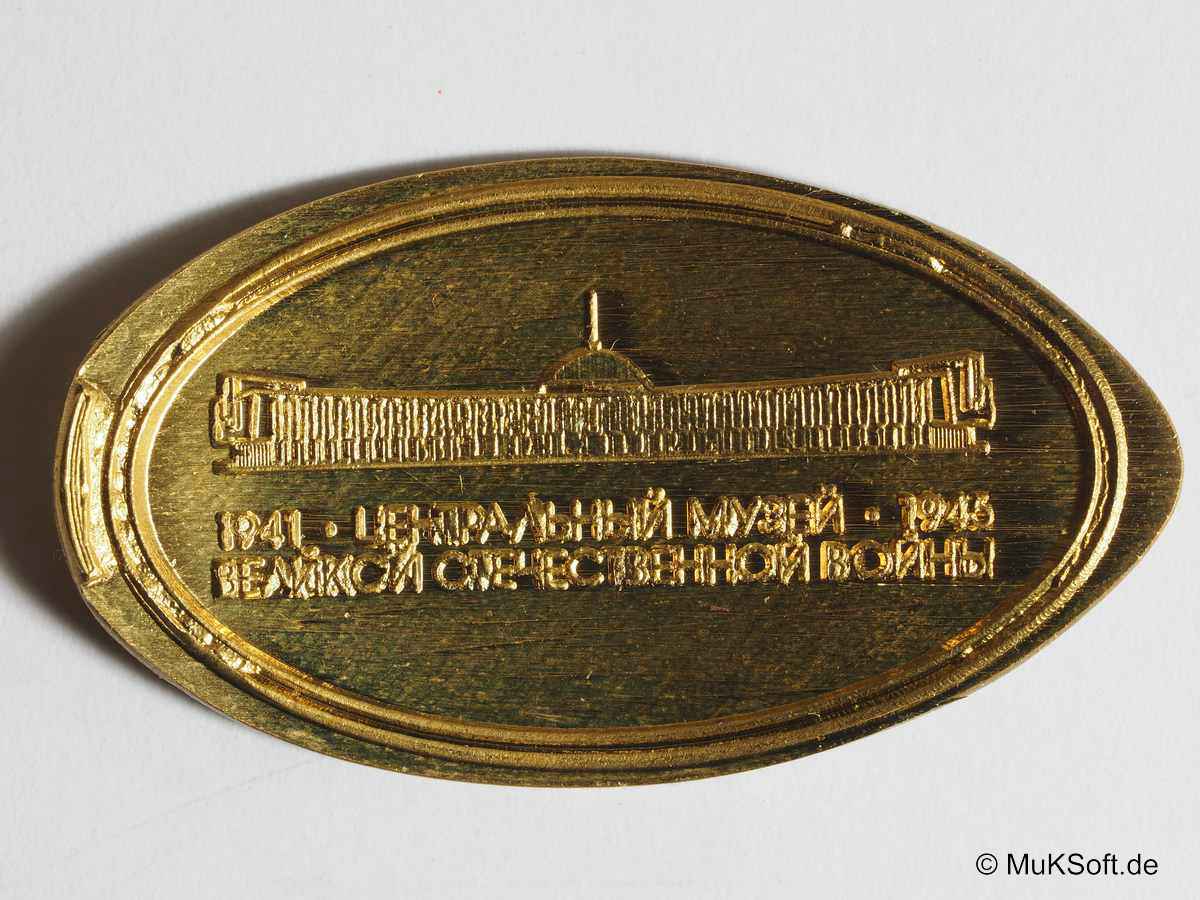 1941 · ЦЕНТРАЛЬНЫЙ МУЗЕЙ · 1945
ВЕЛИКОЙ ОТЕЧЕСТВЕННОЙ ВОЙНЫ
© MuKSoft.de